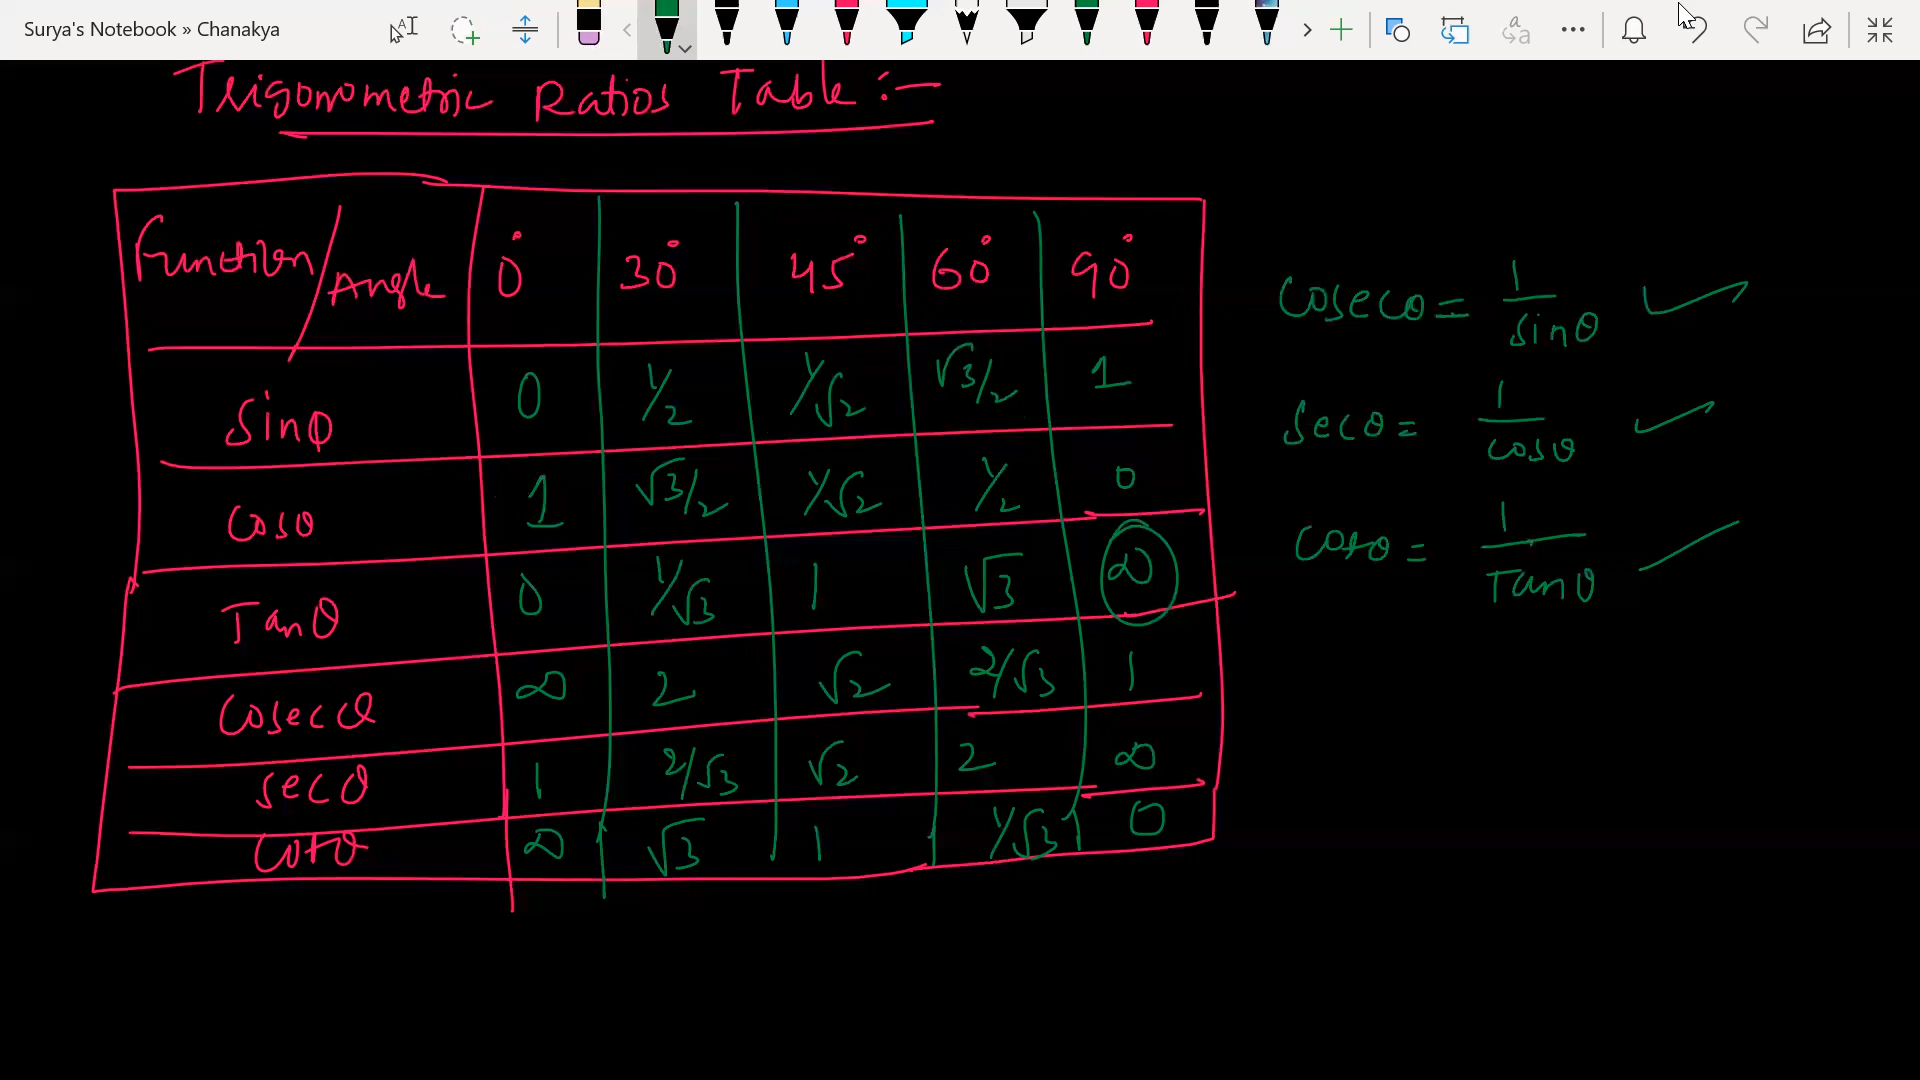 Surya's Notebook » Chanakya
Trigonometric Ratios Table :-
Function/Angle 0° 30° 45° 60° 90°
Sinθ 0 1/2 1/√2 √3/2 1
Cosθ 1 √3/2 1/√2 1/2 0
Tanθ 0 1/√3 1 √3 ∞
Cosecθ ∞ 2 √2 2/√3 1
Secθ 1 2/√3 √2 2 ∞
Cotθ ∞ √3 1 1/√3 0
Cosecθ = 1/Sinθ ✓
Secθ = 1/Cosθ ✓
Cotθ = 1/Tanθ ✓